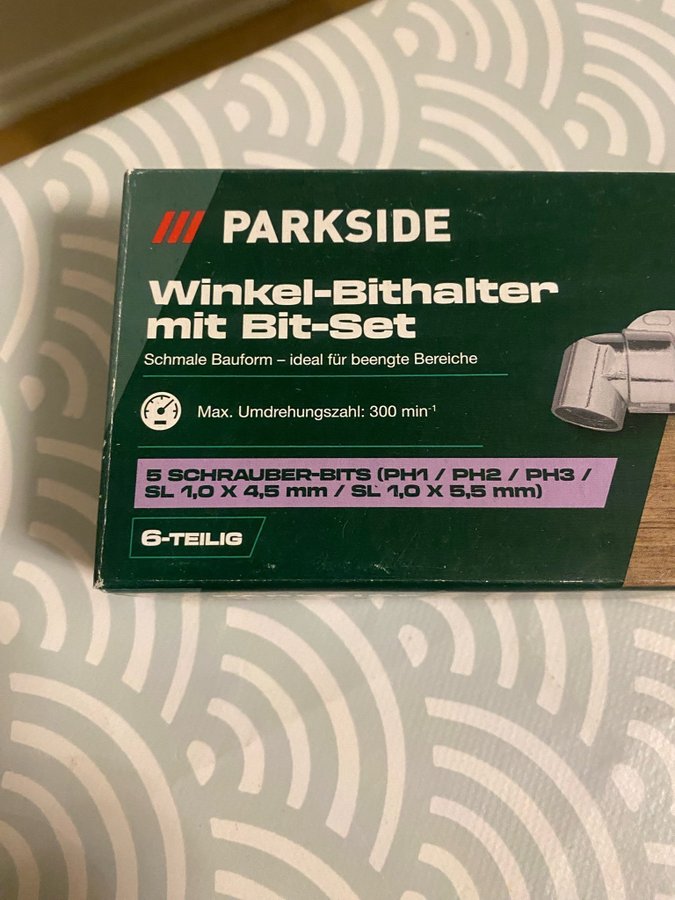 PARKSIDE
Winkel-Bithalter
mit Bit-Set
Schmale Bauform – ideal für beengte Bereiche
Max. Umdrehungszahl: 300 min⁻¹
5 SCHRAUBER-BITS (PH1 / PH2 / PH3 /
SL 1,0 X 4,5 mm / SL 1,0 X 5,5 mm)
6-TEILIG